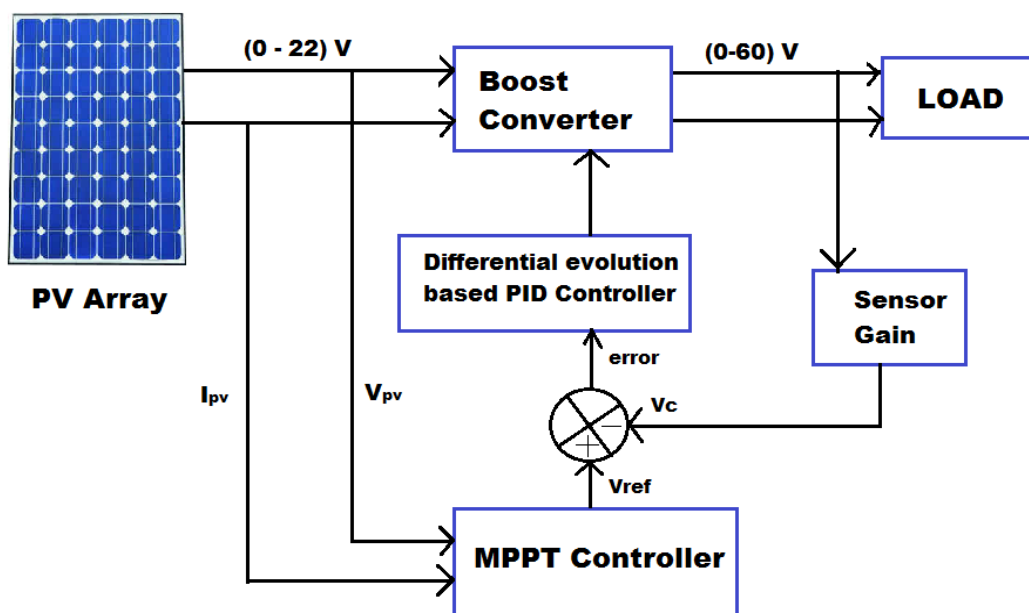 (0 - 22) V
(0-60) V
Boost
Converter
LOAD
PV Array
Differential evolution
based PID Controller
Sensor
Gain
error
Ipv
Vpv
Vc
−
+
Vref
MPPT Controller